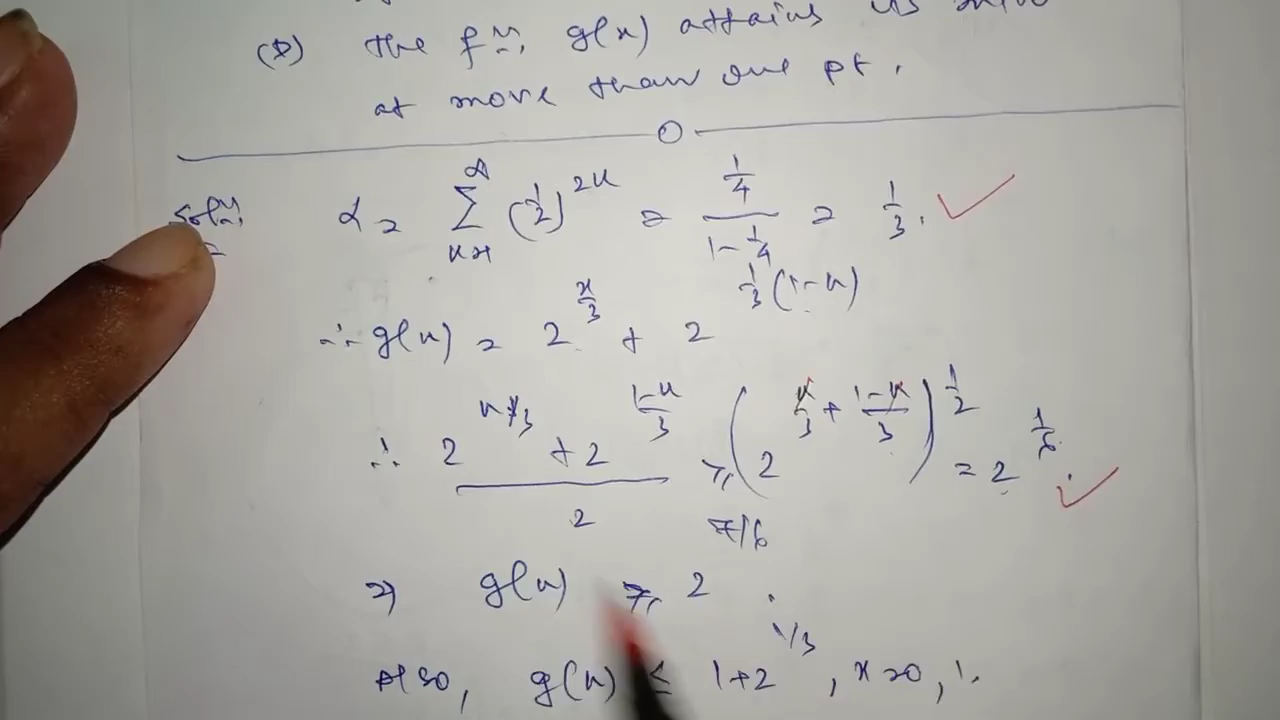 (D) the fn. g(x) attains its
at more than one pt.
Soln. α = ∑_{k=1}^{∞} (1/2)^{2k} = (1/4)/(1-1/4) = 1/3.
∴ g(x) = 2^{x/3} + 2^{1/3(1-x)}
∴ (2^{x/3} + 2^{(1-x)/3})/2 ≥ (2^{x/3 + (1-x)/3})^{1/2} = 2^{1/6}.
⇒ g(x) ≥ 2^{7/6}.
Also, g(x) ≤ 1+2^{1/3}, x=0, 1.